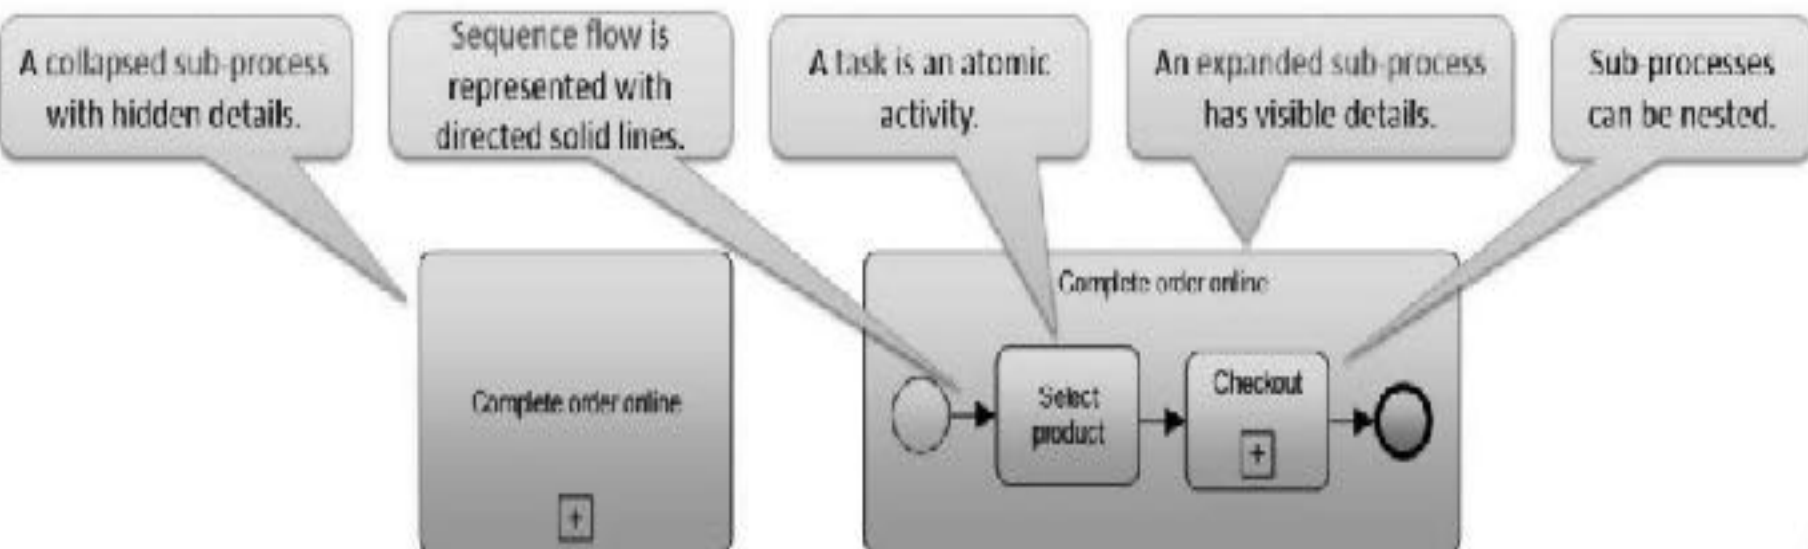 A collapsed sub-process
with hidden details.
Sequence flow is
represented with
directed solid lines.
A task is an atomic
activity.
An expanded sub-process
has visible details.
Sub-processes
can be nested.
Complete order online
+
Complete order online
Select
product
Checkout
+